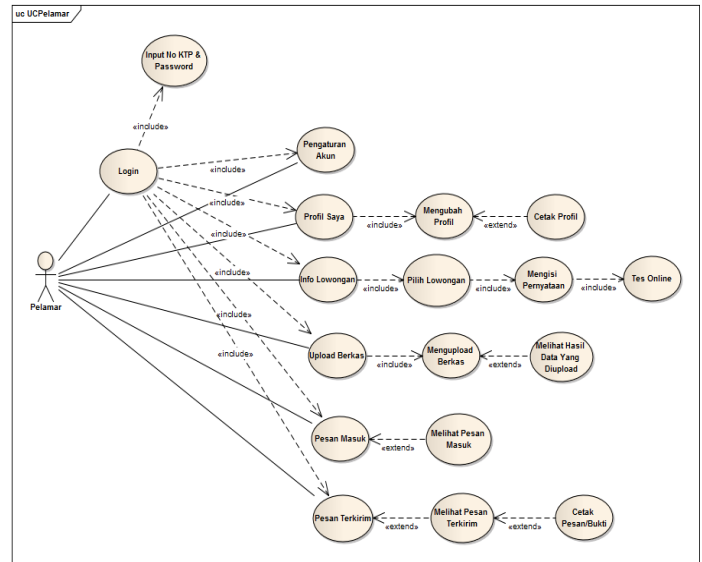 uc UCPelamar
Input No KTP &
Password
«include»
Login
Pengaturan
Akun
«include»
Profil Saya
«include»
Mengubah
Profil
«include»
Cetak Profil
«extend»
Pelamar
Info Lowongan
«include»
Pilih Lowongan
«include»
Mengisi
Pernyataan
«include»
Tes Online
«include»
Upload Berkas
«include»
Mengupload
Berkas
«include»
Melihat Hasil
Data Yang
Diupload
«extend»
Pesan Masuk
«include»
Melihat Pesan
Masuk
«extend»
Pesan Terkirim
«include»
Melihat Pesan
Terkirim
«extend»
Cetak
Pesan/Bukti
«extend»